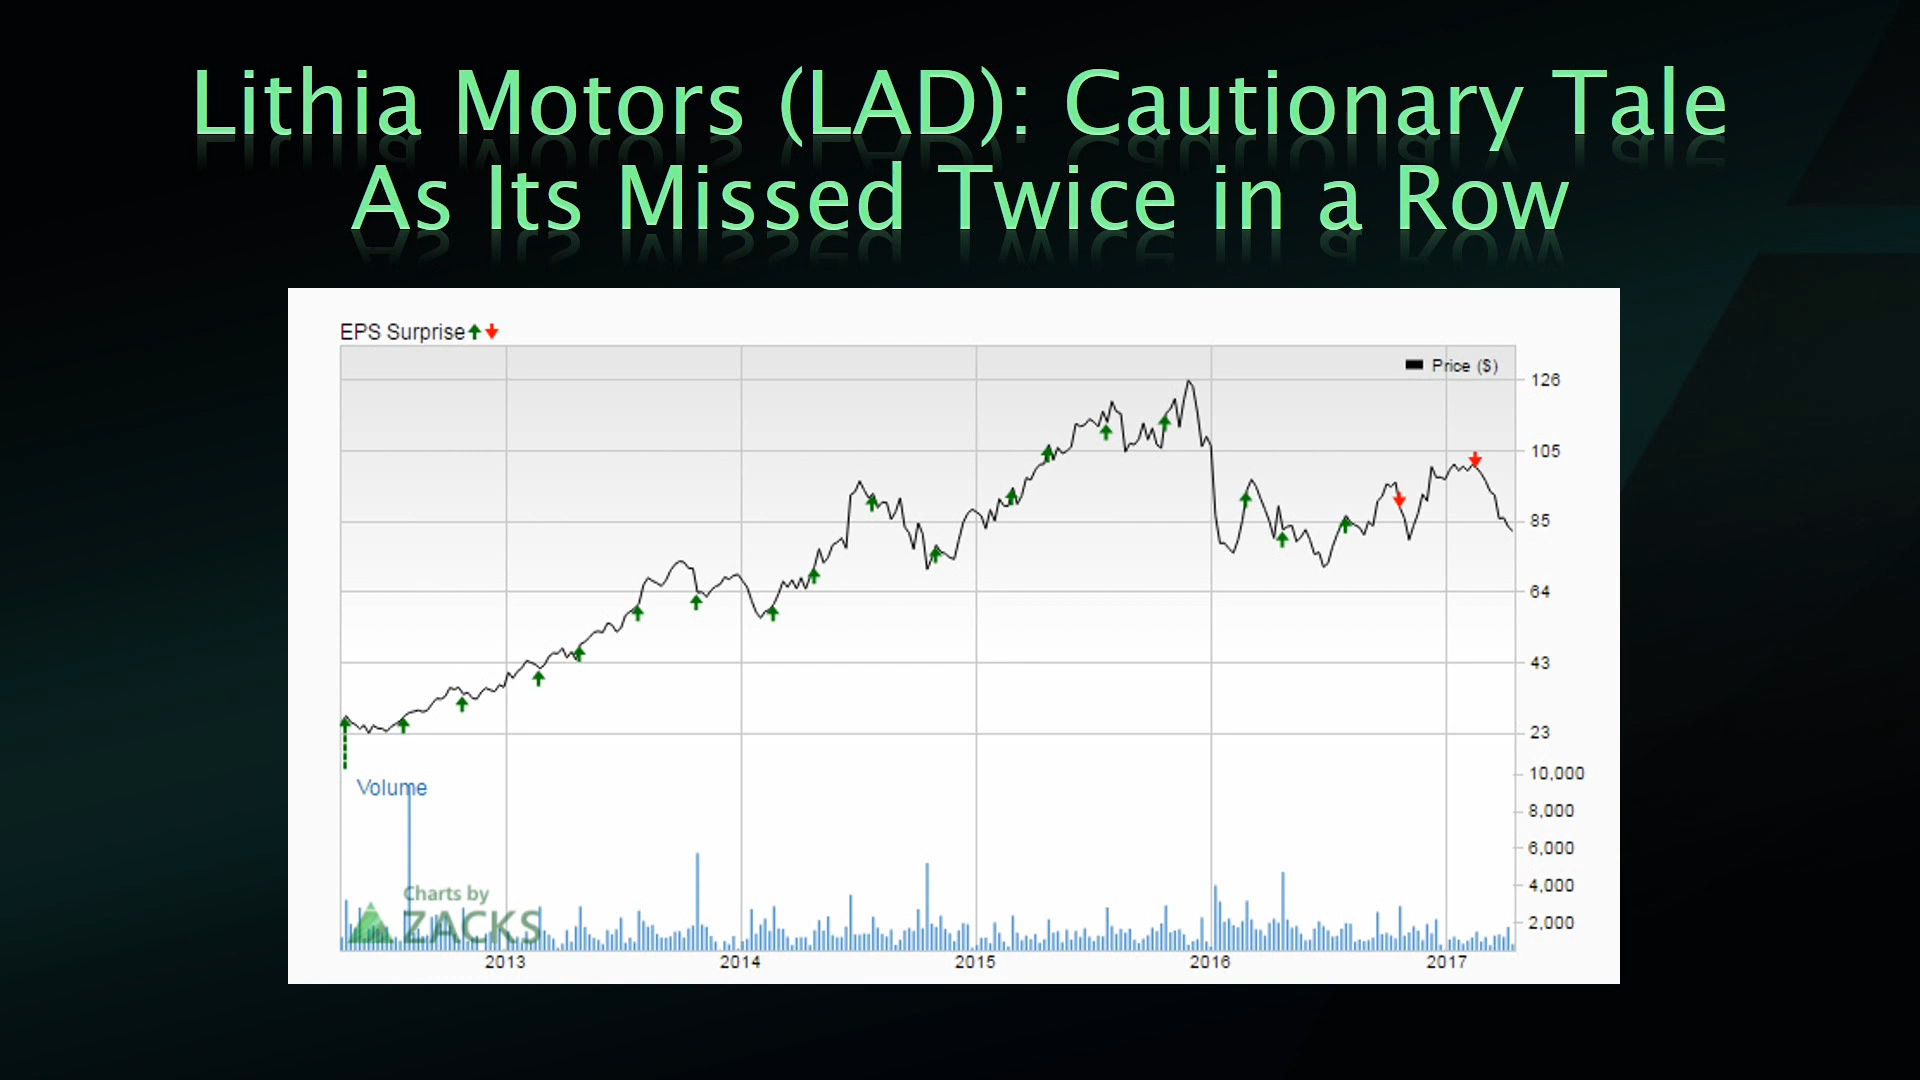 Lithia Motors (LAD): Cautionary Tale
As Its Missed Twice in a Row
EPS Surprise
Price ($)
126
105
85
64
43
23
Volume
10,000
8,000
6,000
4,000
2,000
Charts by
ZACKS
2013 2014 2015 2016 2017